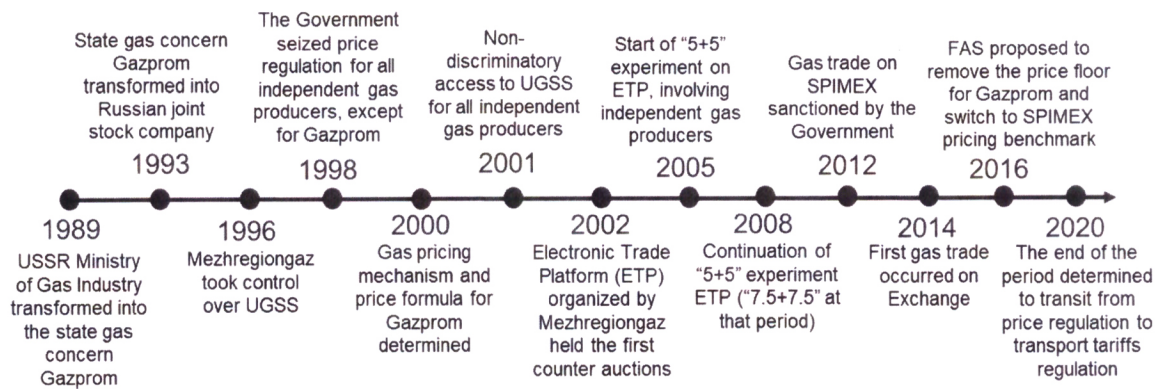 State gas concern
Gazprom
transformed into
Russian joint
stock company
1993
The Government
seized price
regulation for all
independent gas
producers, except
for Gazprom
1998
Non-
discriminatory
access to UGSS
for all independent
gas producers
2001
Start of “5+5”
experiment on
ETP, involving
independent gas
producers
2005
Gas trade on
SPIMEX
sanctioned by the
Government
2012
FAS proposed to
remove the price floor
for Gazprom and
switch to SPIMEX
pricing benchmark
2016
1989
USSR Ministry
of Gas Industry
transformed into
the state gas
concern
Gazprom
1996
Mezhregiongaz
took control
over UGSS
2000
Gas pricing
mechanism and
price formula for
Gazprom
determined
2002
Electronic Trade
Platform (ETP)
organized by
Mezhregiongaz
held the first
counter auctions
2008
Continuation of
“5+5” experiment
ETP (“7.5+7.5” at
that period)
2014
First gas trade
occurred on
Exchange
2020
The end of the
period determined
to transit from
price regulation to
transport tariffs
regulation